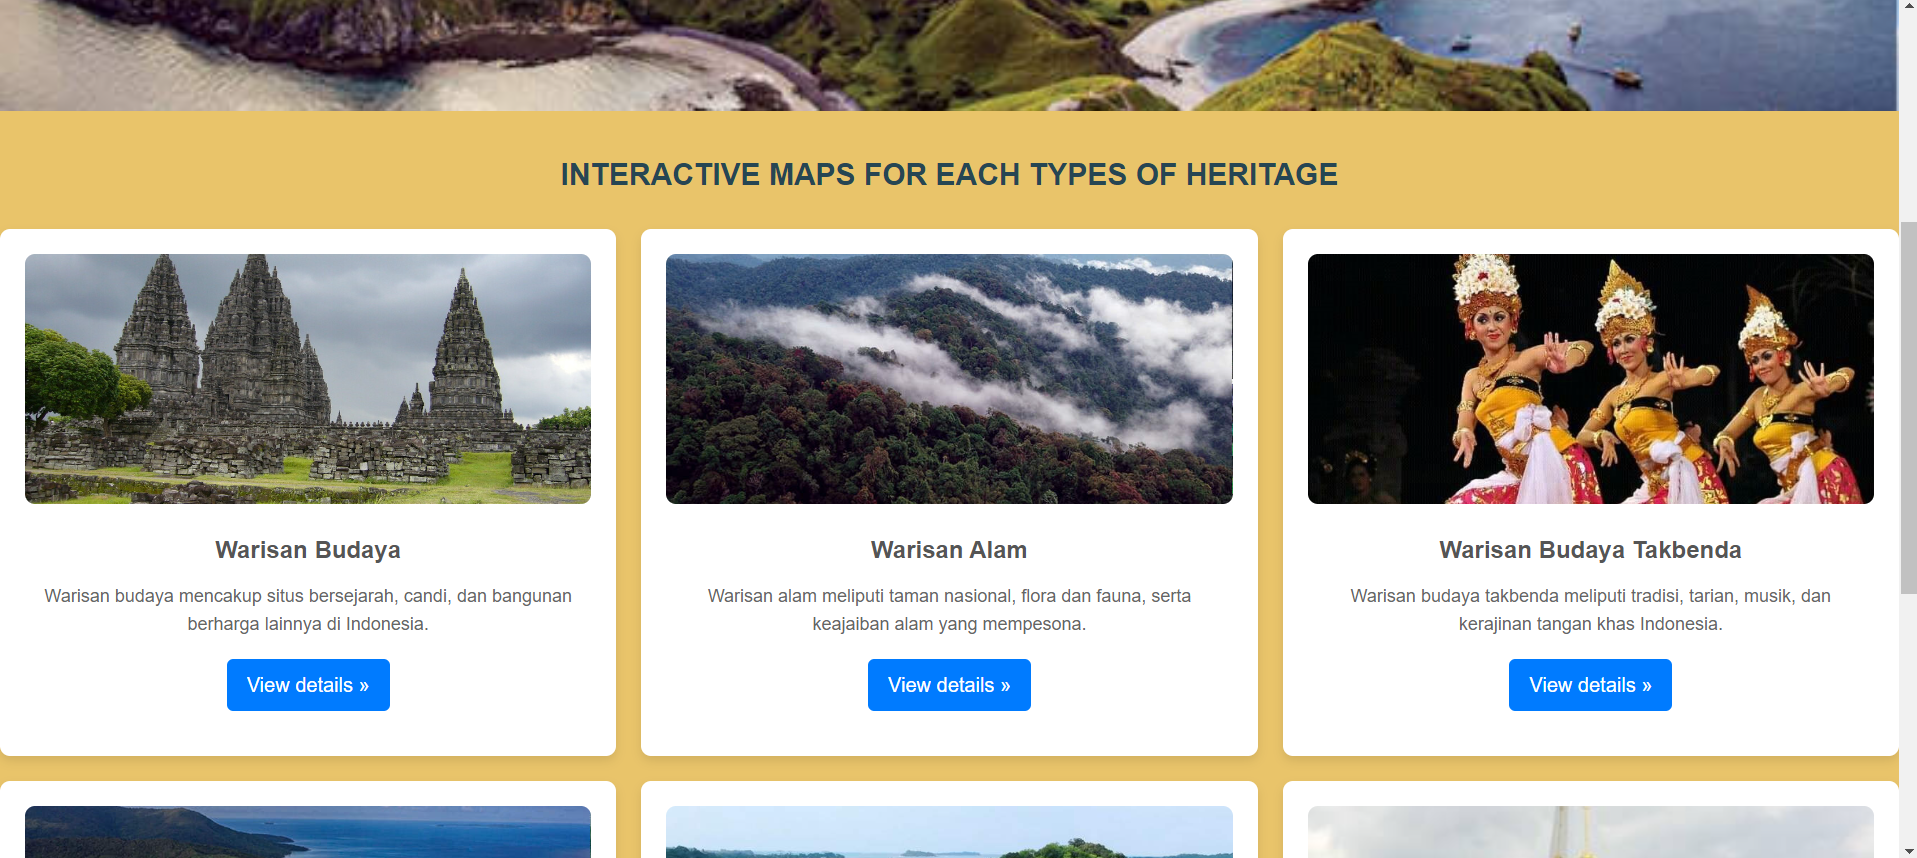 INTERACTIVE MAPS FOR EACH TYPES OF HERITAGE
Warisan Budaya
Warisan budaya mencakup situs bersejarah, candi, dan bangunan
berharga lainnya di Indonesia.
View details »
Warisan Alam
Warisan alam meliputi taman nasional, flora dan fauna, serta
keajaiban alam yang mempesona.
View details »
Warisan Budaya Takbenda
Warisan budaya takbenda meliputi tradisi, tarian, musik, dan
kerajinan tangan khas Indonesia.
View details »